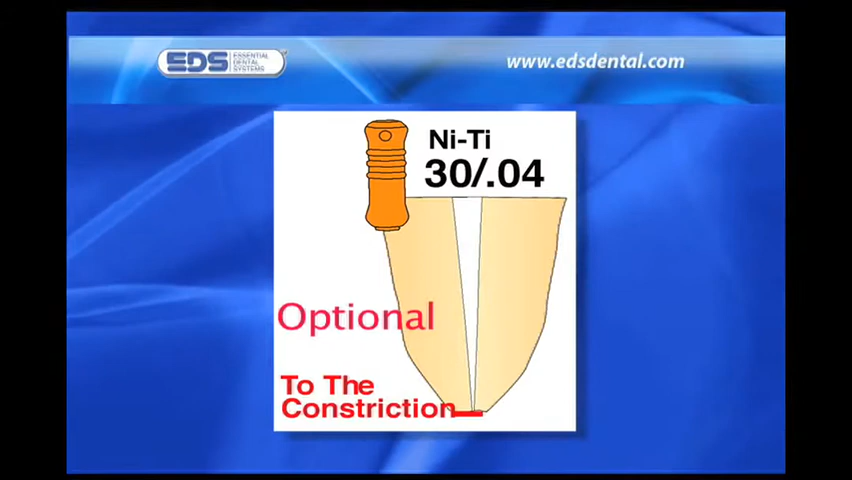 EDS ESSENTIAL DENTAL SYSTEMS
www.edsdental.com
Ni-Ti
30/.04
Optional
To The
Constriction